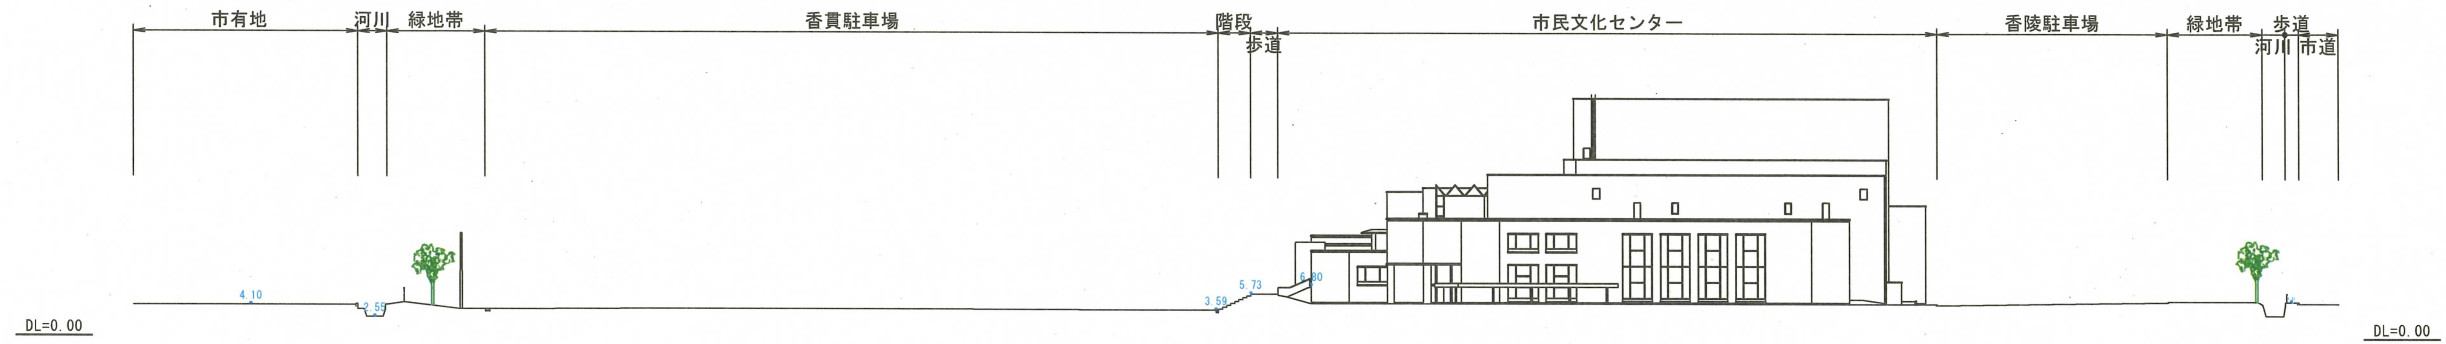 市有地
河川
緑地帯
香貫駐車場
階段
歩道
市民文化センター
香陵駐車場
緑地帯
歩道
河川
市道
4.10
2.55
3.59
5.73
6.80
DL=0.00
DL=0.00